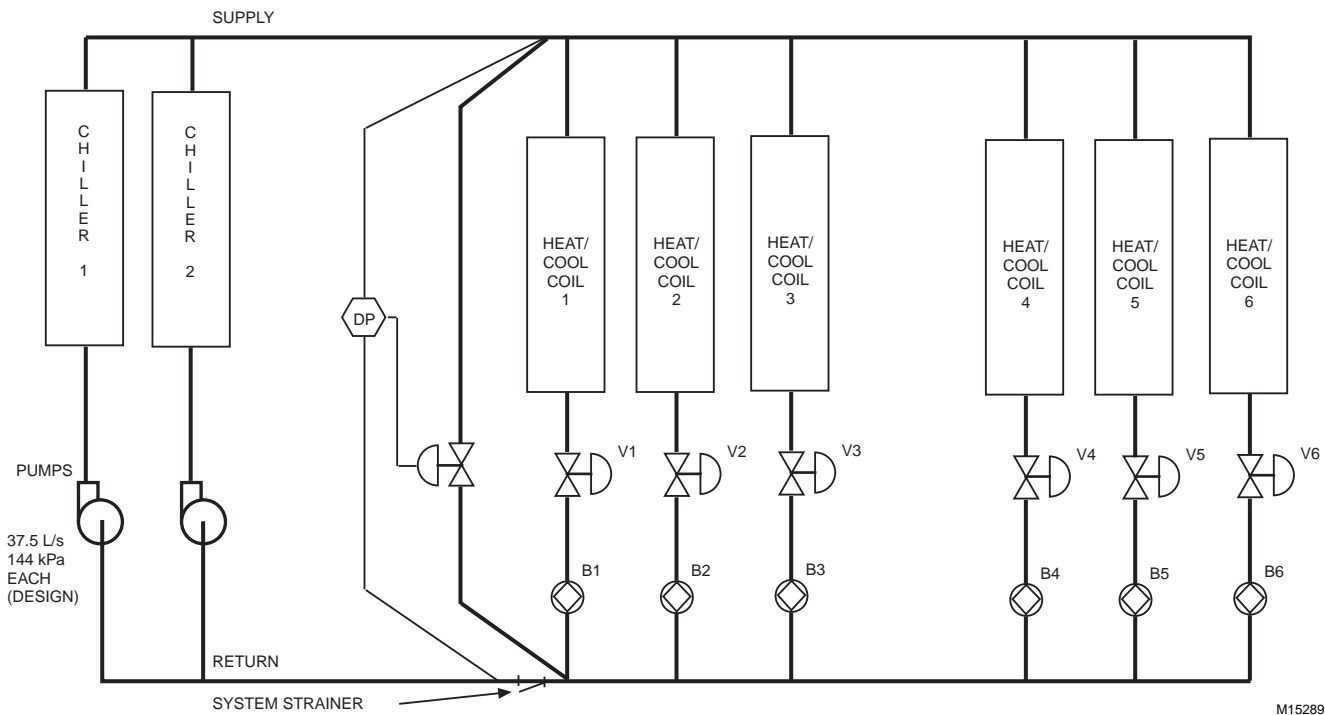 SUPPLY
CHILLER 1
CHILLER 2
HEAT/
COOL
COIL
1
HEAT/
COOL
COIL
2
HEAT/
COOL
COIL
3
HEAT/
COOL
COIL
4
HEAT/
COOL
COIL
5
HEAT/
COOL
COIL
6
DP
V1
V2
V3
V4
V5
V6
PUMPS
37.5 L/s
144 kPa
EACH
(DESIGN)
B1
B2
B3
B4
B5
B6
RETURN
SYSTEM STRAINER
M15289